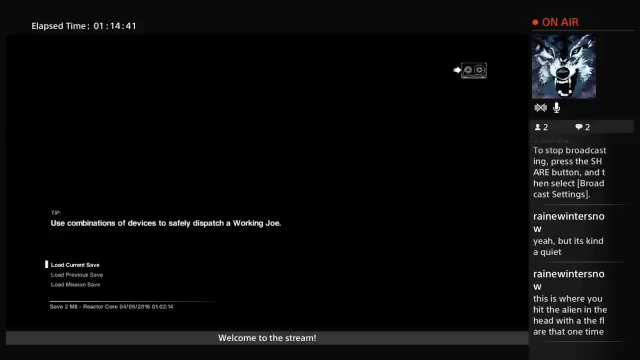 Elapsed Time: 01:14:41
TIP:
Use combinations of devices to safely dispatch a Working Joe.
Load Current Save
Load Previous Save
Load Mission Save
Save 2 MB - Reactor Core 04/06/2016 01:02:14
Welcome to the stream!
ON AIR
2 2
To stop broadcast
ing, press the SH
ARE button, and t
hen select [Broad
cast Settings].
rainewintersno
w
yeah, but its kind
a quiet
rainewintersno
w
this is where you
hit the alien in the
head with a the fl
are that one time